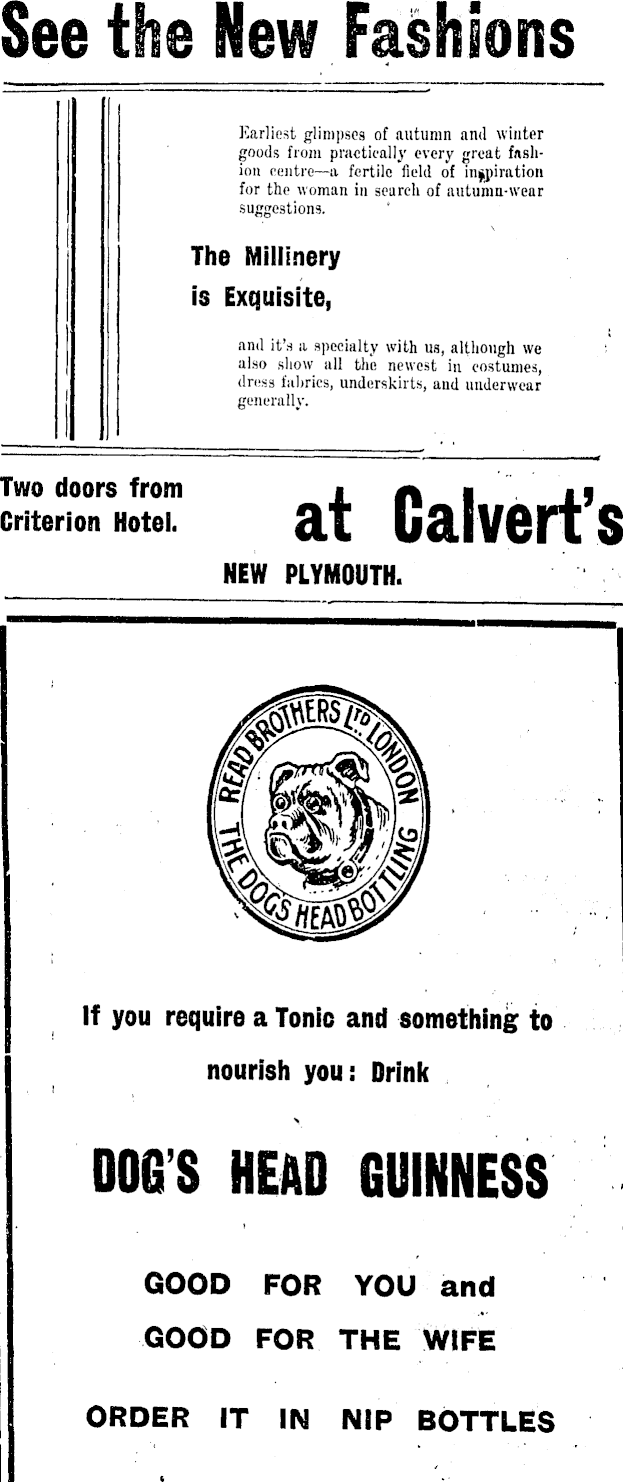 See the New Fashions
Earliest glimpses of autumn and winter
goods from practically every great fash-
ion centre—a fertile field of inspiration
for the woman in search of autumn-wear
suggestions.
The Millinery
is Exquisite,
and it's a specialty with us, although we
also show all the newest in costumes,
dress fabrics, underskirts, and underwear
generally.
Two doors from
Criterion Hotel.
at Calvert's
NEW PLYMOUTH.
READ BROTHERS LTD. LONDON
THE DOGS HEAD BOTTLING
If you require a Tonic and something to
nourish you: Drink
DOG'S HEAD GUINNESS
GOOD FOR YOU and
GOOD FOR THE WIFE
ORDER IT IN NIP BOTTLES